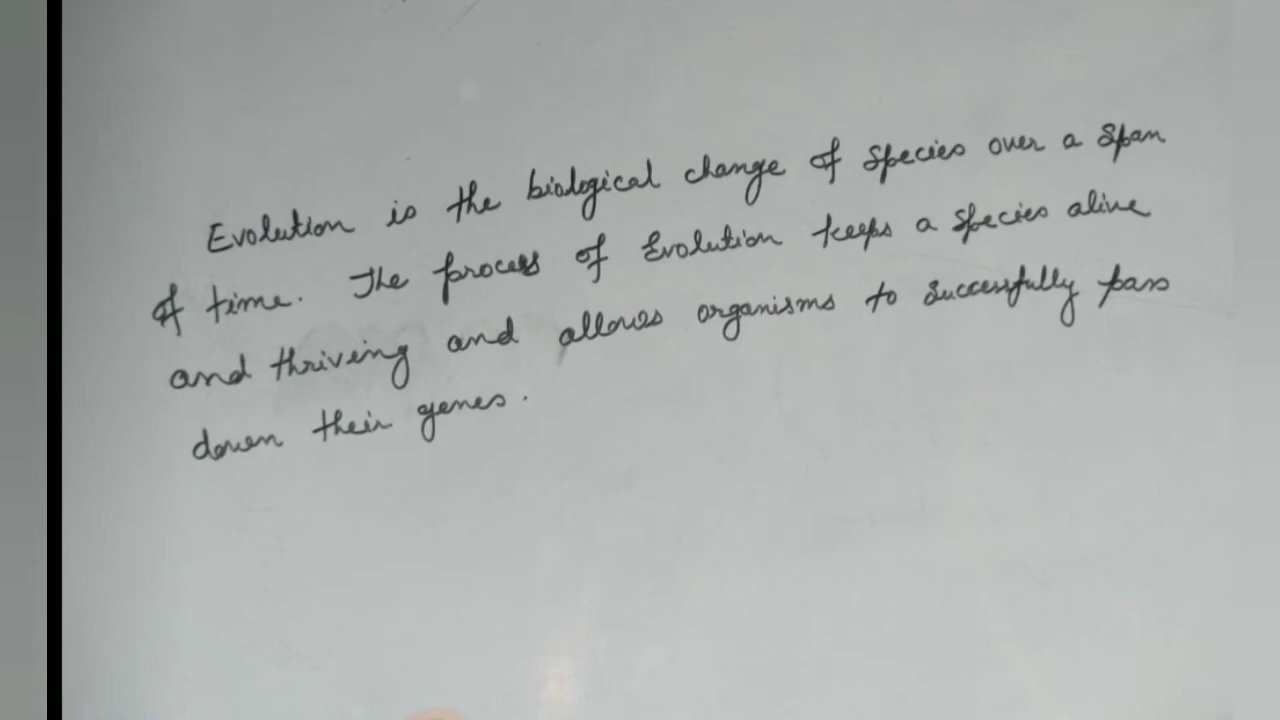 Evolution is the biological change of species over a span
of time. The process of Evolution keeps a species alive
and thriveing and allows organisms to successfully pass
down their genes.